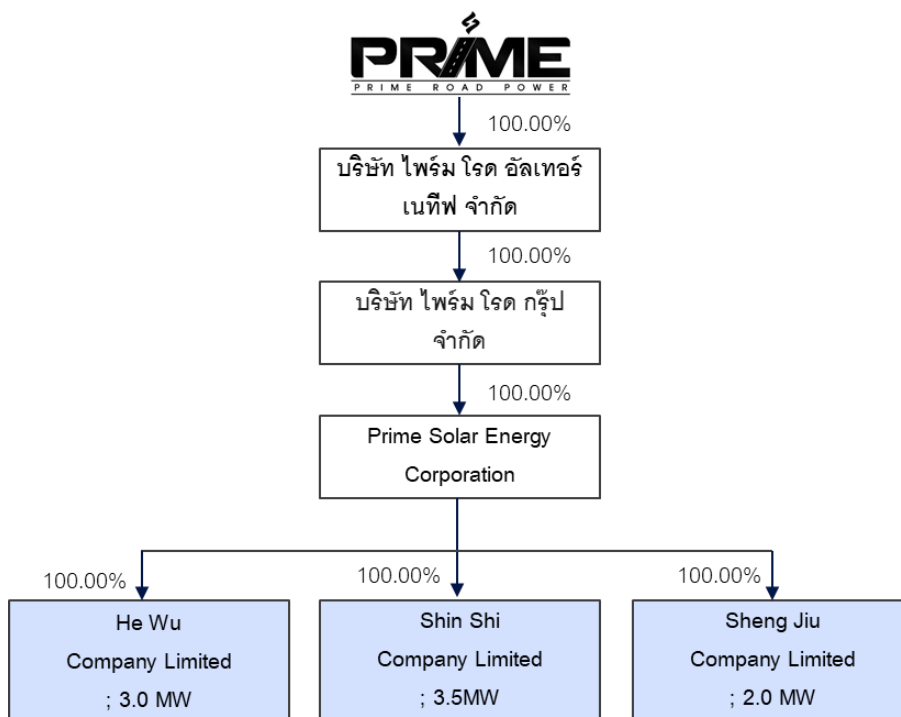 PRIME
PRIME ROAD POWER
100.00%
บริษัท ไพร์ม โรด อัลเทอร์
เนทีฟ จำกัด
100.00%
บริษัท ไพร์ม โรด กรุ๊ป
จำกัด
100.00%
Prime Solar Energy
Corporation
100.00%
100.00%
100.00%
He Wu
Company Limited
; 3.0 MW
Shin Shi
Company Limited
; 3.5MW
Sheng Jiu
Company Limited
; 2.0 MW